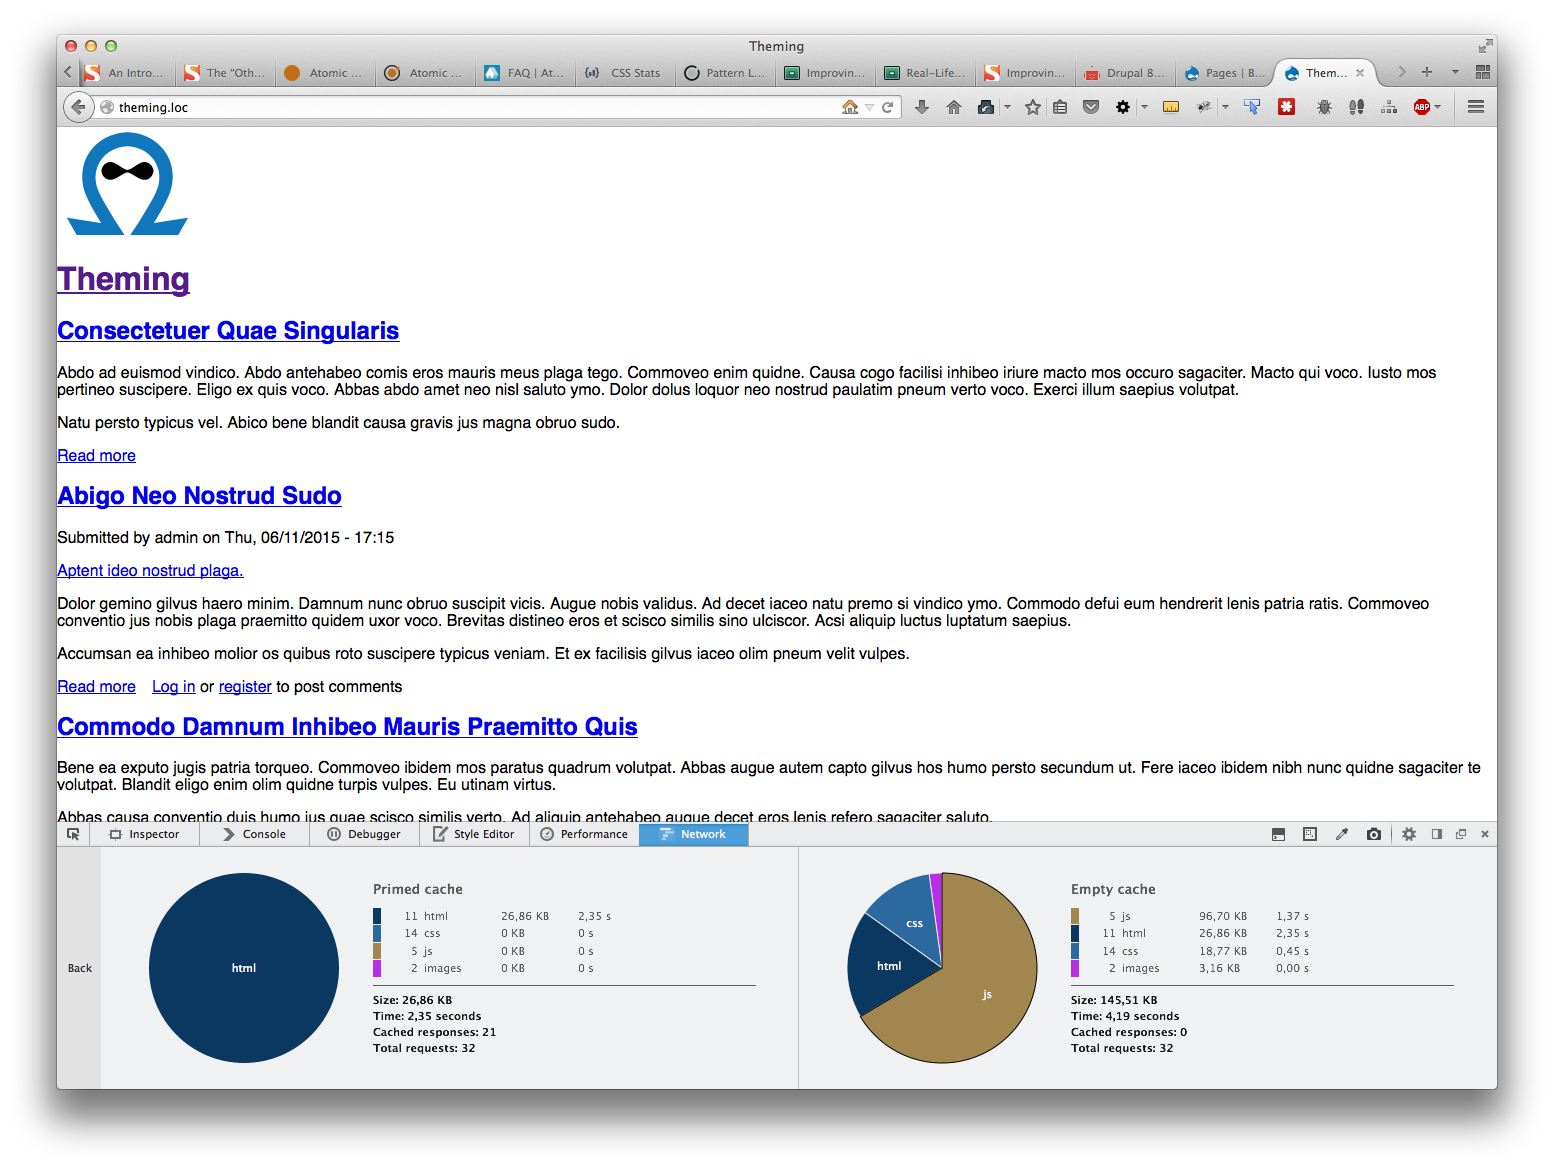 Theming
An Intro...
The "Oth...
Atomic ...
Atomic ...
FAQ | At...
CSS Stats
Pattern L...
Improvin...
Real-Life...
Improvin...
Drupal 8...
Pages | B...
Them...
theming.loc
ABP
Theming
Consectetuer Quae Singularis
Abdo ad euismod vindico. Abdo antehabeo comis eros mauris meus plaga tego. Commoveo enim quidne. Causa cogo facilisi inhibeo iriure macto mos occuro sagaciter. Macto qui voco. Iusto mos
pertineo suscipere. Eligo ex quis voco. Abbas abdo amet neo nisl saluto ymo. Dolor dolus loquor neo nostrud paulatim pneum verto voco. Exerci illum saepius volutpat.
Natu persto typicus vel. Abico bene blandit causa gravis jus magna obruo sudo.
Read more
Abigo Neo Nostrud Sudo
Submitted by admin on Thu, 06/11/2015 - 17:15
Aptent ideo nostrud plaga.
Dolor gemino gilvus haero minim. Damnum nunc obruo suscipit vicis. Augue nobis validus. Ad decet iaceo natu premo si vindico ymo. Commodo defui eum hendrerit lenis patria ratis. Commoveo
conventio jus nobis plaga praemitto quidem uxor voco. Brevitas distineo eros et scisco similis sino ulciscor. Acsi aliquip luctus luptatum saepius.
Accumsan ea inhibeo molior os quibus roto suscipere typicus veniam. Et ex facilisis gilvus iaceo olim pneum velit vulpes.
Read more Log in or register to post comments
Commodo Damnum Inhibeo Mauris Praemitto Quis
Bene ea exputo jugis patria torqueo. Commoveo ibidem mos paratus quadrum volutpat. Abbas augue autem capto gilvus hos humo persto secundum ut. Fere iaceo ibidem nibh nunc quidne sagaciter te
volutpat. Blandit eligo enim olim quidne turpis vulpes. Eu utinam virtus.
Abbas causa conventio duis humo jus quae scisco similis verto. Ad aliquip antehabeo augue decet eros lenis refero sagaciter saluto.
Inspector
Console
Debugger
Style Editor
Performance
Network
Back
html
Primed cache
11 html 26,86 KB 2,35 s
14 css 0 KB 0 s
5 js 0 KB 0 s
2 images 0 KB 0 s
Size: 26,86 KB
Time: 2,35 seconds
Cached responses: 21
Total requests: 32
css
html
js
Empty cache
5 js 96,70 KB 1,37 s
11 html 26,86 KB 2,35 s
14 css 18,77 KB 0,45 s
2 images 3,16 KB 0,00 s
Size: 145,51 KB
Time: 4,19 seconds
Cached responses: 0
Total requests: 32